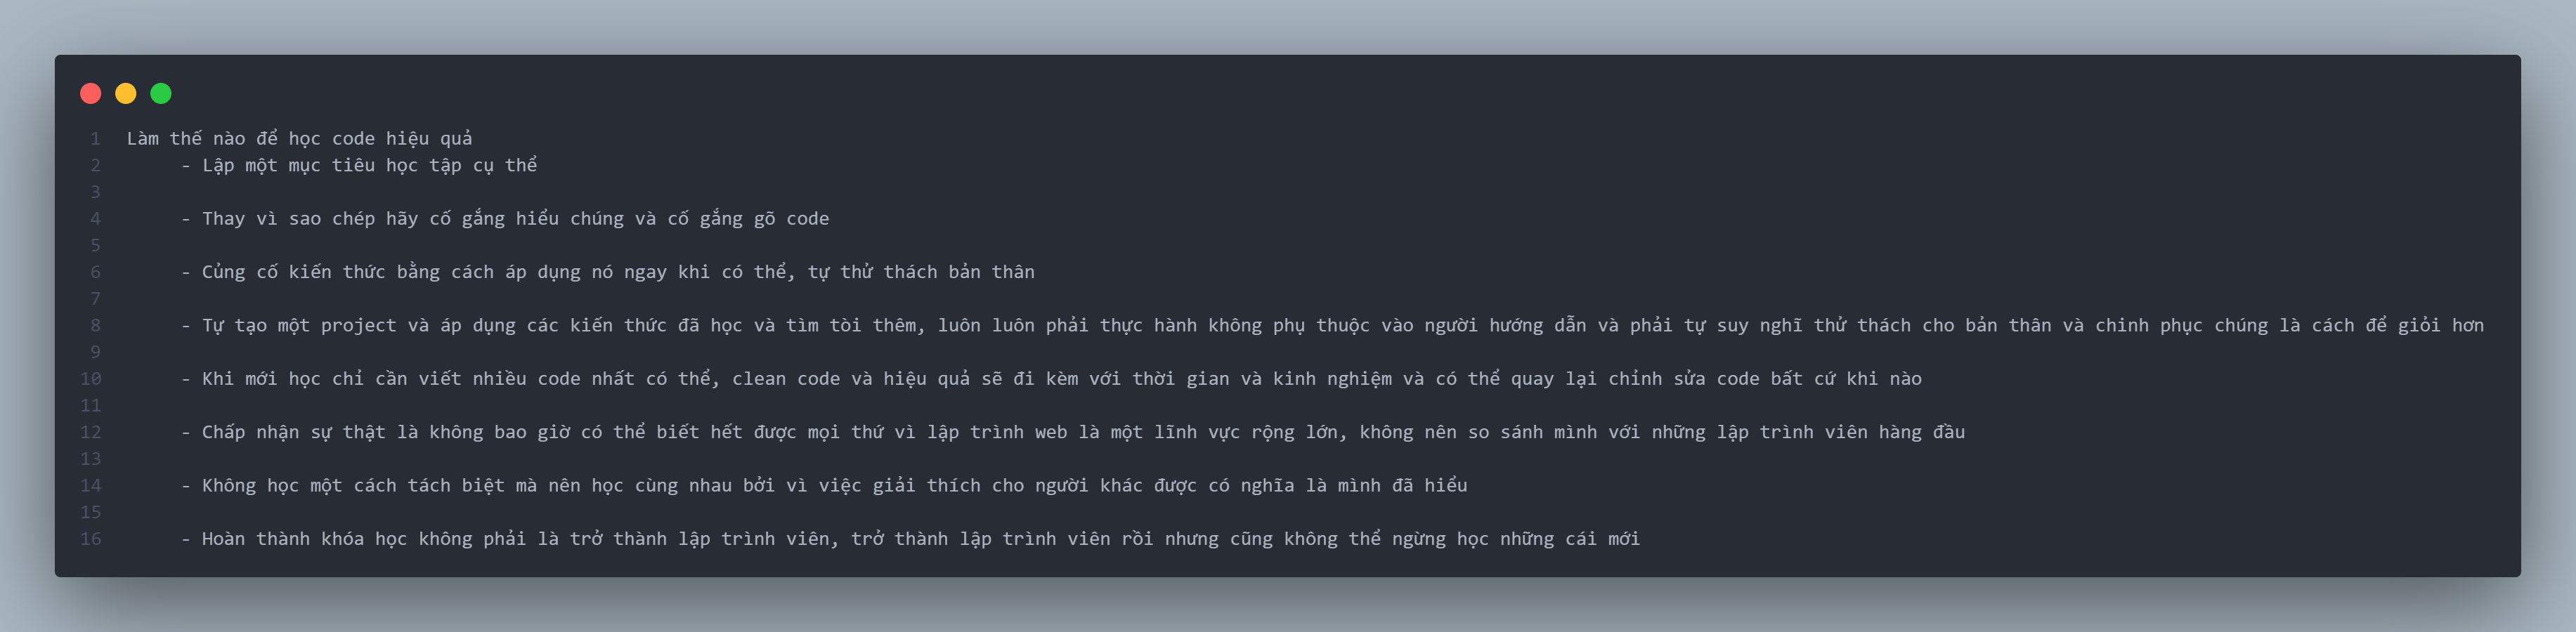 1 Làm thế nào để học code hiệu quả
2 - Lập một mục tiêu học tập cụ thể
3
4 - Thay vì sao chép hãy cố gắng hiểu chúng và cố gắng gõ code
5
6 - Củng cố kiến thức bằng cách áp dụng nó ngay khi có thể, tự thử thách bản thân
7
8 - Tự tạo một project và áp dụng các kiến thức đã học và tìm tòi thêm, luôn luôn phải thực hành không phụ thuộc vào người hướng dẫn và phải tự suy nghĩ thử thách cho bản thân và chinh phục chúng là cách để giỏi hơn
9
10 - Khi mới học chỉ cần viết nhiều code nhất có thể, clean code và hiệu quả sẽ đi kèm với thời gian và kinh nghiệm và có thể quay lại chỉnh sửa code bất cứ khi nào
11
12 - Chấp nhận sự thật là không bao giờ có thể biết hết được mọi thứ vì lập trình web là một lĩnh vực rộng lớn, không nên so sánh mình với những lập trình viên hàng đầu
13
14 - Không học một cách tách biệt mà nên học cùng nhau bởi vì việc giải thích cho người khác được có nghĩa là mình đã hiểu
15
16 - Hoàn thành khóa học không phải là trở thành lập trình viên, trở thành lập trình viên rồi nhưng cũng không thể ngừng học những cái mới